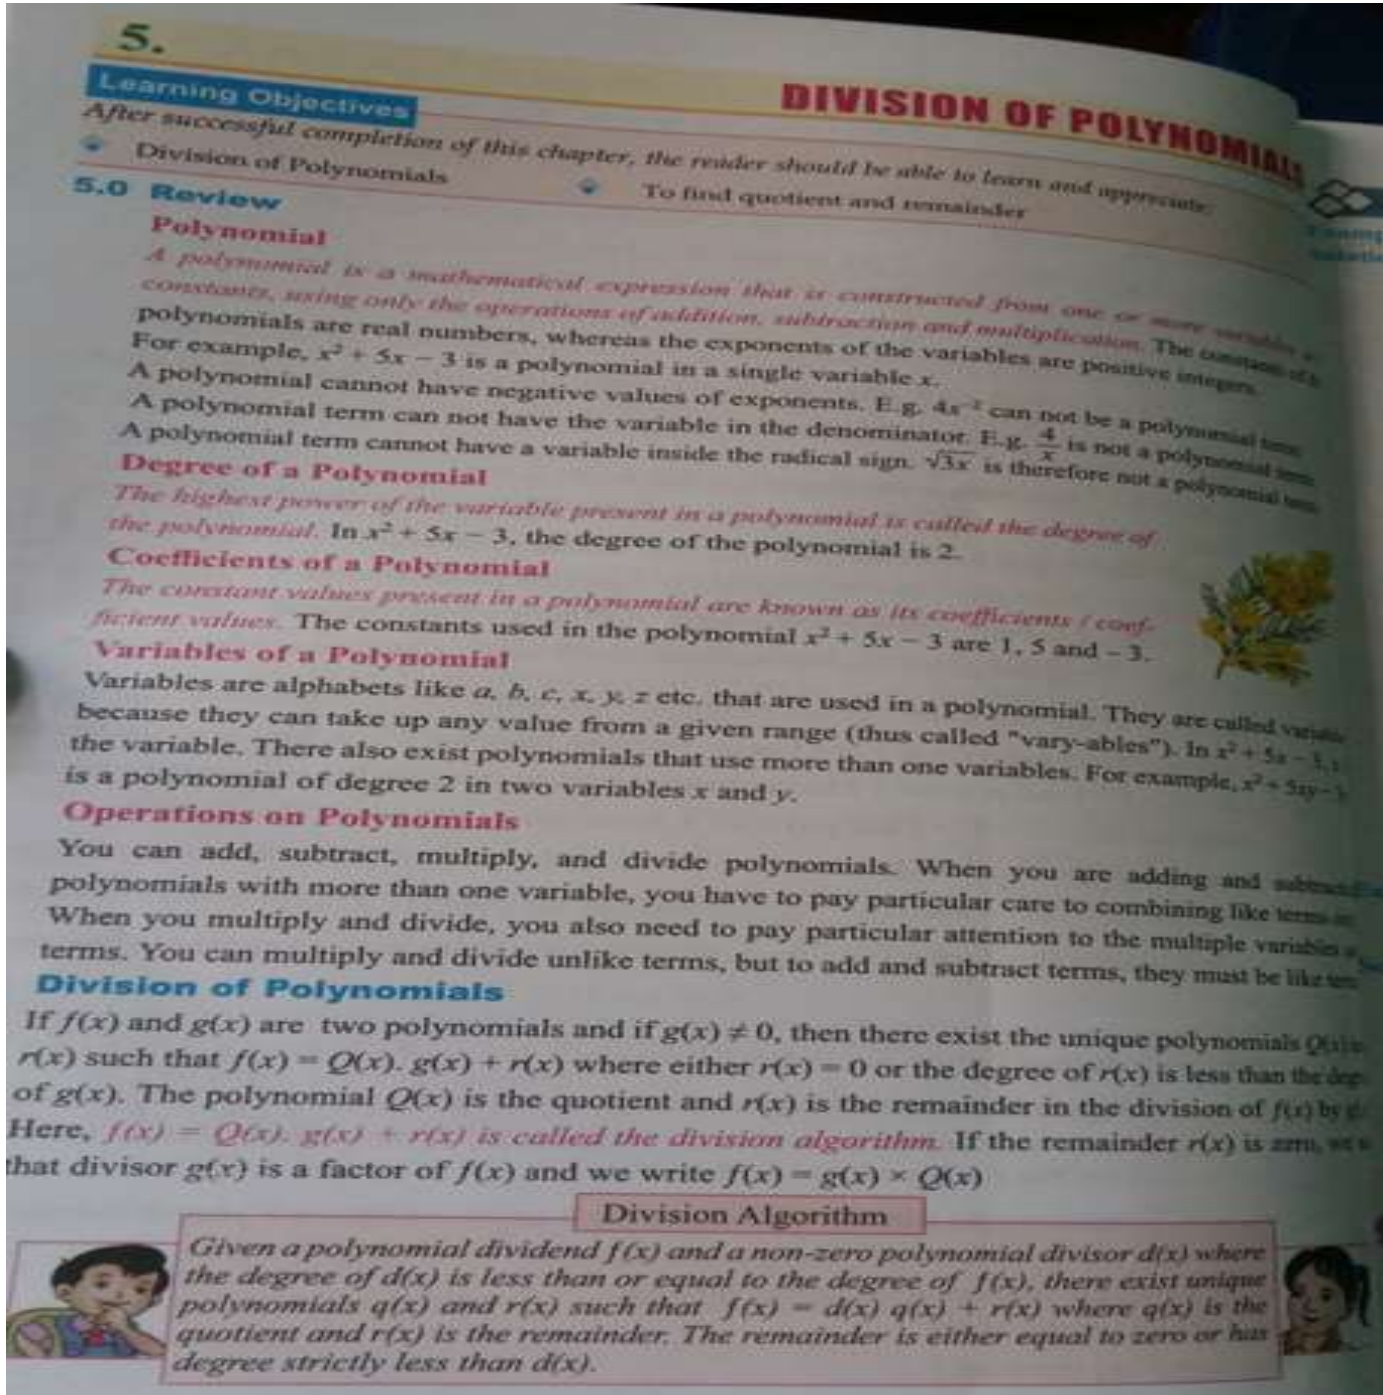 5.
DIVISION OF POLYNOMIALS
Learning Objectives
After successful completion of this chapter, the reader should be able to learn and appreciate:
Division of Polynomials
To find quotient and remainder
5.0 Review
Polynomial
A polynomial is a mathematical expression that is constructed from one or more variables
constants, using only the operations of addition, subtraction and multiplication. The constants of
polynomials are real numbers, whereas the exponents of the variables are positive integers.
For example, x² + 5x − 3 is a polynomial in a single variable x.
A polynomial cannot have negative values of exponents. E.g. 4x⁻² can not be a polynomial term.
A polynomial term can not have the variable in the denominator. E.g. 4/x is not a polynomial term.
A polynomial term cannot have a variable inside the radical sign. √3x is therefore not a polynomial term.
Degree of a Polynomial
The highest power of the variable present in a polynomial is called the degree of
the polynomial. In x² + 5x − 3, the degree of the polynomial is 2.
Coefficients of a Polynomial
The constant values present in a polynomial are known as its coefficients / coef-
ficient values. The constants used in the polynomial x² + 5x − 3 are 1, 5 and − 3.
Variables of a Polynomial
Variables are alphabets like a, b, c, x, y, z etc. that are used in a polynomial. They are called
because they can take up any value from a given range (thus called "vary-ables"). In x² + 5x − 3,
the variable. There also exist polynomials that use more than one variables. For example, x² + 5xy −
is a polynomial of degree 2 in two variables x and y.
Operations on Polynomials
You can add, subtract, multiply, and divide polynomials. When you are adding and
polynomials with more than one variable, you have to pay particular care to combining like terms
When you multiply and divide, you also need to pay particular attention to the multiple variables
terms. You can multiply and divide unlike terms, but to add and subtract terms, they must be like
Division of Polynomials
If f(x) and g(x) are two polynomials and if g(x) ≠ 0, then there exist the unique polynomials Q(x)
r(x) such that f(x) = Q(x). g(x) + r(x) where either r(x) = 0 or the degree of r(x) is less than the
of g(x). The polynomial Q(x) is the quotient and r(x) is the remainder in the division of f(x) by
Here, f(x) = Q(x). g(x) + r(x) is called the division algorithm. If the remainder r(x) is zero,
that divisor g(x) is a factor of f(x) and we write f(x) = g(x) × Q(x)
Division Algorithm
Given a polynomial dividend f(x) and a non-zero polynomial divisor d(x) where
the degree of d(x) is less than or equal to the degree of f(x), there exist unique
polynomials q(x) and r(x) such that f(x) = d(x) q(x) + r(x) where q(x) is the
quotient and r(x) is the remainder. The remainder is either equal to zero or has
degree strictly less than d(x).